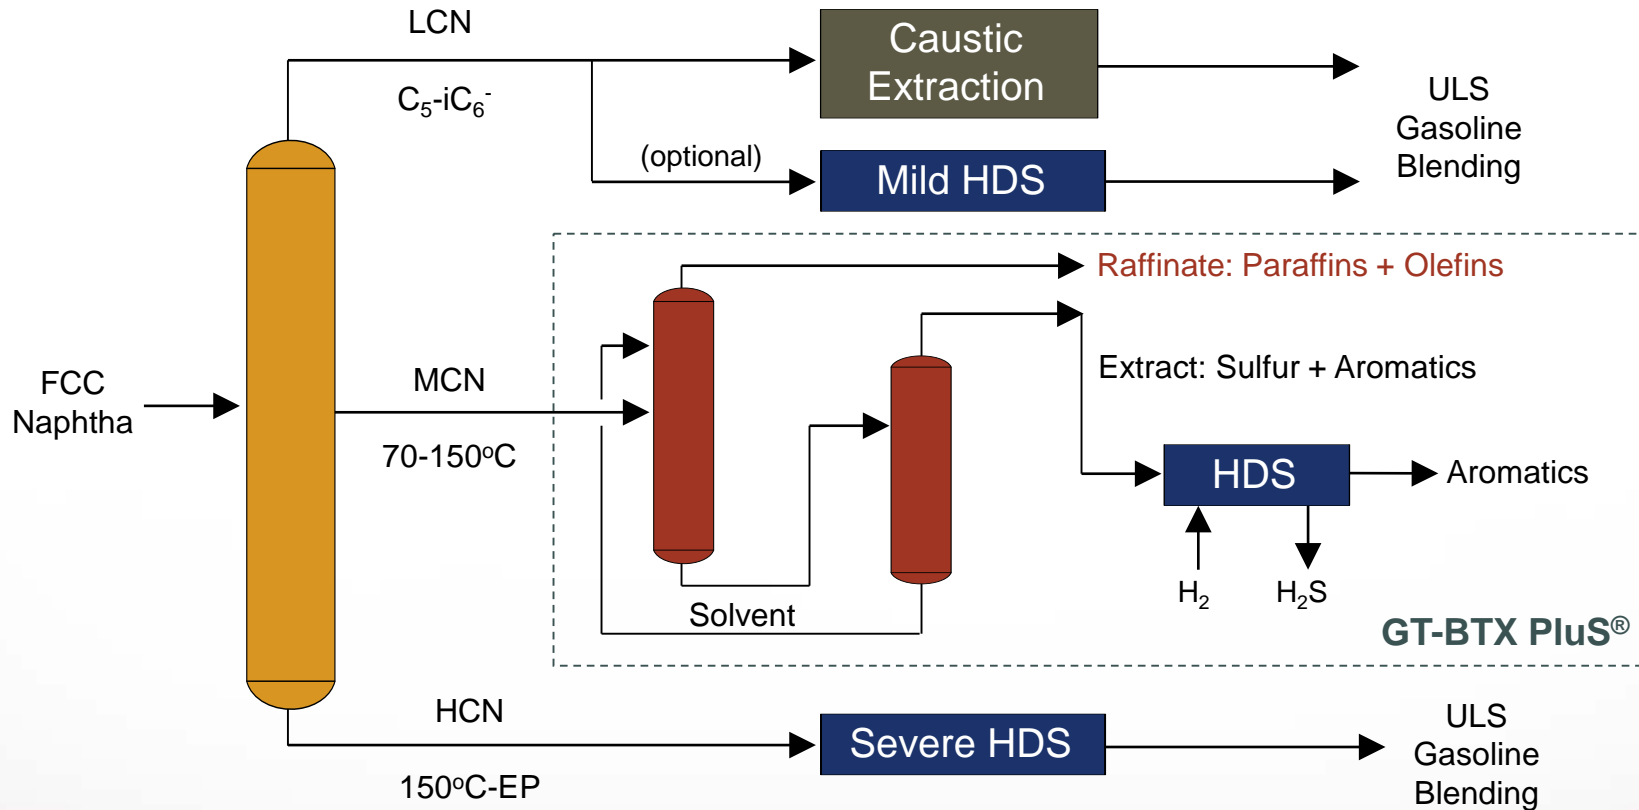 LCN
C₅-iC₆⁻
Caustic
Extraction
ULS
Gasoline
Blending
(optional)
Mild HDS
Raffinate: Paraffins + Olefins
FCC
Naphtha
MCN
70-150ºC
Extract: Sulfur + Aromatics
HDS
Aromatics
H₂
H₂S
Solvent
GT-BTX PluS®
HCN
150ºC-EP
Severe HDS
ULS
Gasoline
Blending